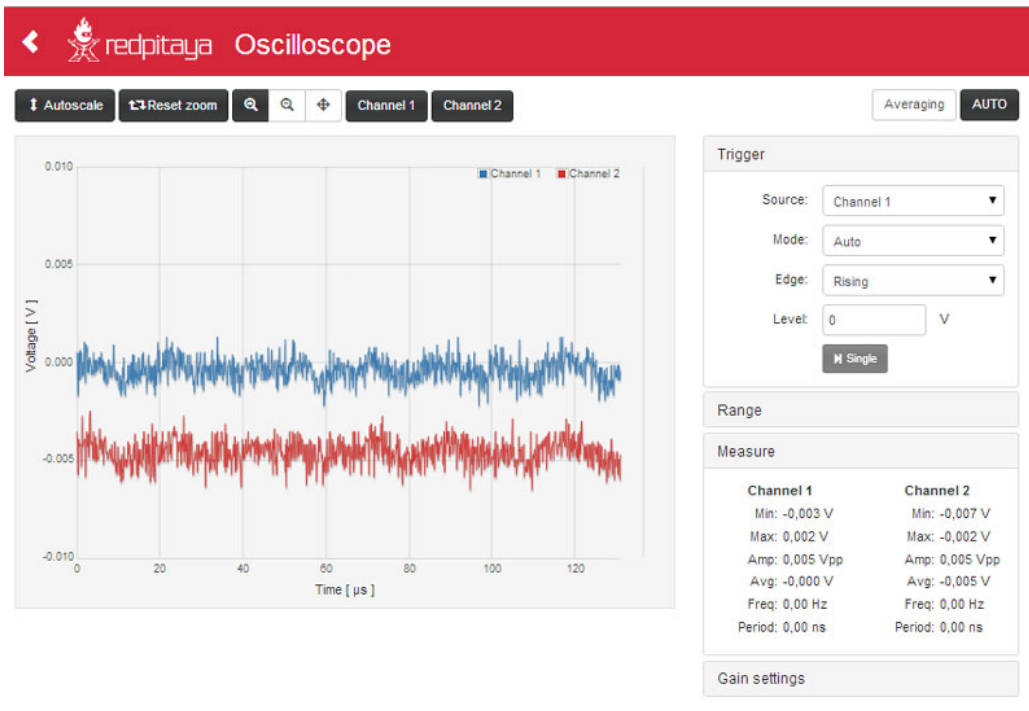 redpitaya Oscilloscope
Autoscale Reset zoom Channel 1 Channel 2 Averaging AUTO
Channel 1 Channel 2
0.010
0.005
0.000
-0.005
-0.010
Voltage [ V ]
0 20 40 60 80 100 120
Time [ µs ]
Trigger
Source: Channel 1
Mode: Auto
Edge: Rising
Level: 0 V
Single
Range
Measure
Channel 1 Channel 2
Min: -0,003 V Min: -0,007 V
Max: 0,002 V Max: -0,002 V
Amp: 0,005 Vpp Amp: 0,005 Vpp
Avg: -0,000 V Avg: -0,005 V
Freq: 0,00 Hz Freq: 0,00 Hz
Period: 0,00 ns Period: 0,00 ns
Gain settings